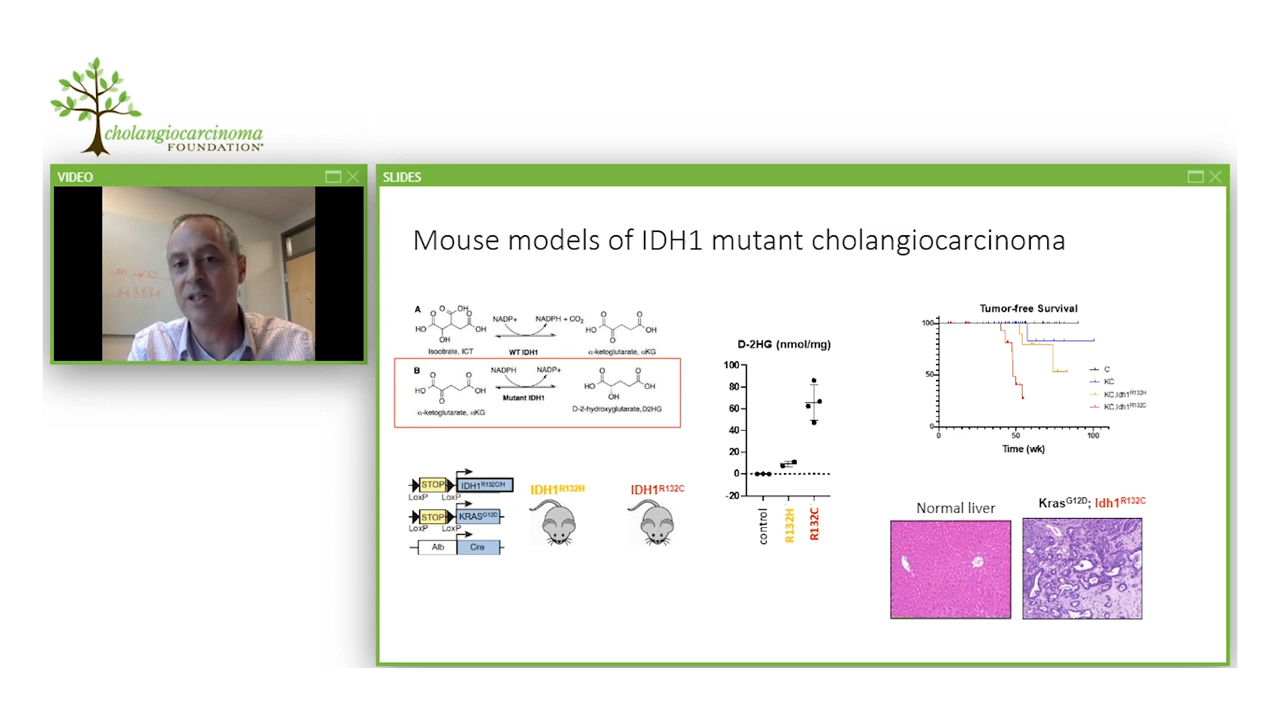 cholangiocarcinoma
FOUNDATION
VIDEO
SLIDES
Mouse models of IDH1 mutant cholangiocarcinoma
A
NADP+
NADPH + CO2
Isocitrate, ICT
WT IDH1
α-ketoglutarate, αKG
B
NADPH
NADP+
α-ketoglutarate, αKG
Mutant IDH1
D-2-hydroxyglutarate, D2HG
STOP
IDH1R132C/H
LoxP
LoxP
STOP
KRASG12D
LoxP
LoxP
Alb
Cre
IDH1R132H
IDH1R132C
D-2HG (nmol/mg)
100
80
60
40
20
0
-20
control
R132H
R132C
Tumor-free Survival
100
50
0
0
50
100
Time (wk)
C
KC
KC,Idh1R132H
KC,Idh1R132C
Normal liver
KrasG12D; Idh1R132C